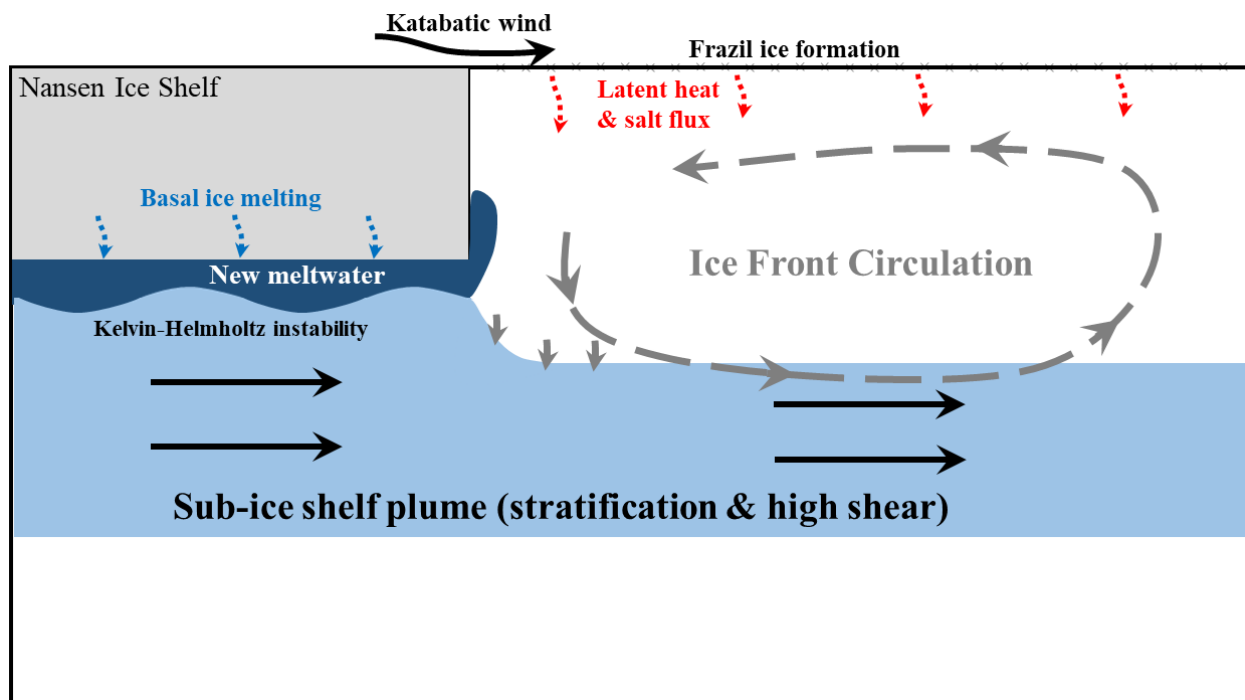 Katabatic wind
Frazil ice formation
Nansen Ice Shelf
Latent heat
& salt flux
Basal ice melting
New meltwater
Ice Front Circulation
Kelvin-Helmholtz instability
Sub-ice shelf plume (stratification & high shear)